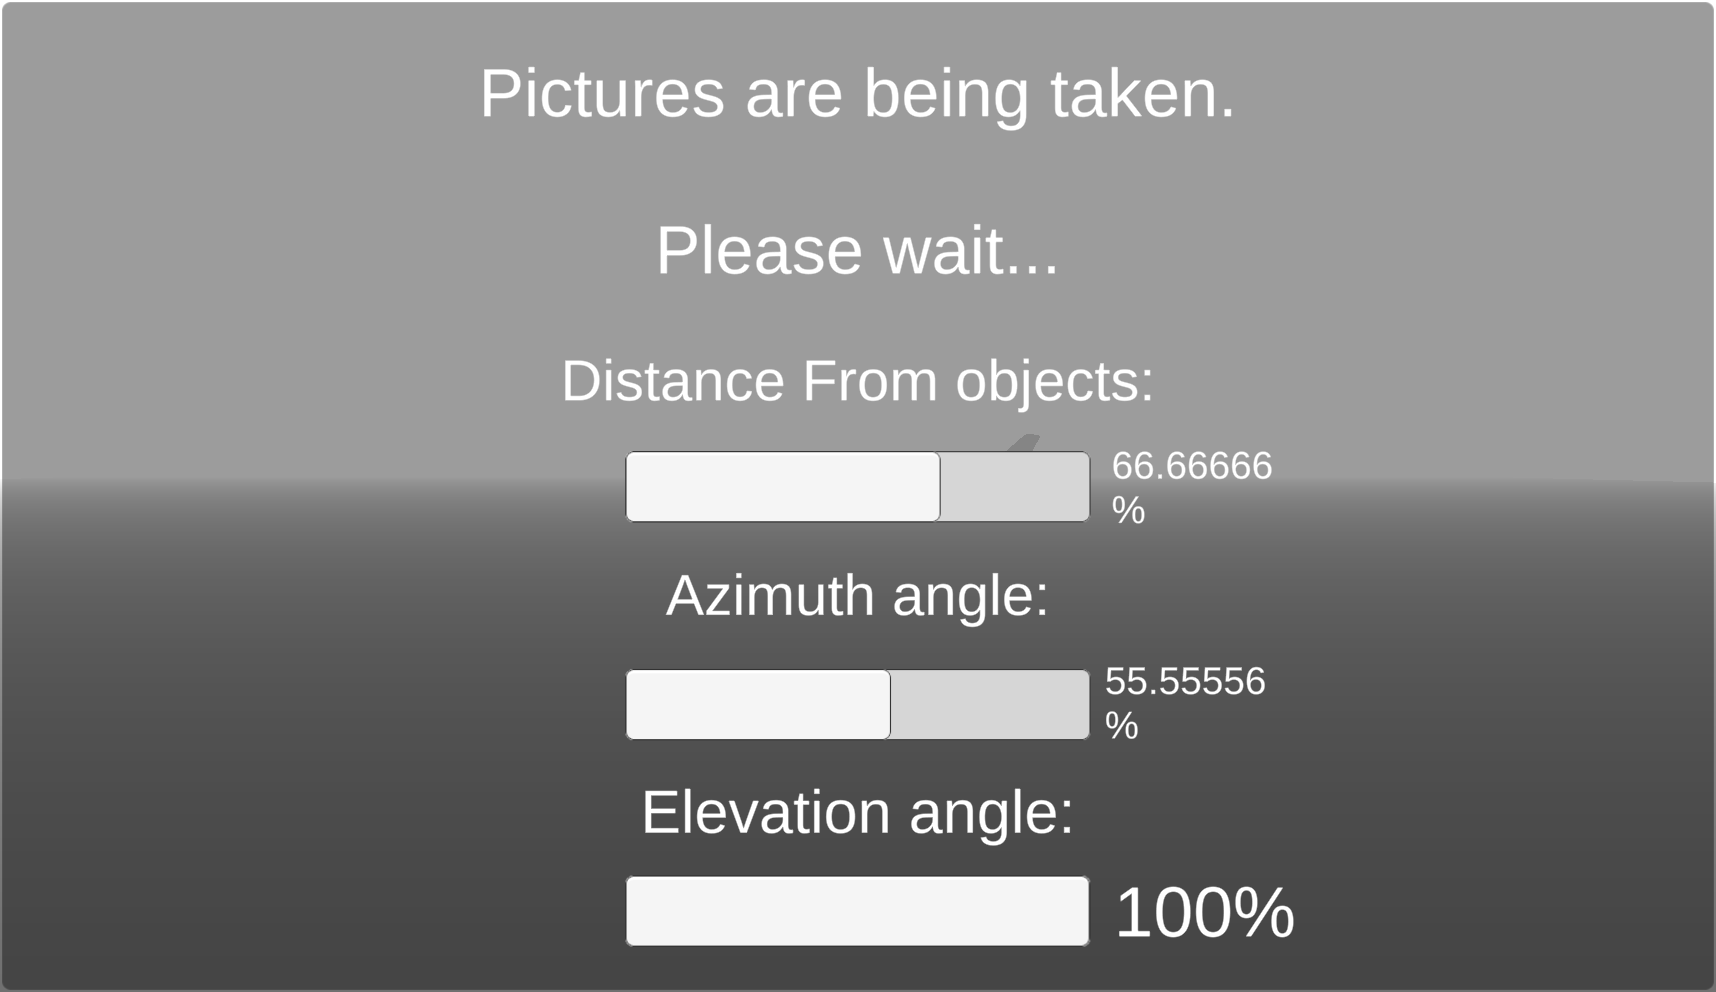 Pictures are being taken.
Please wait...
Distance From objects:
66.66666
%
Azimuth angle:
55.55556
%
Elevation angle:
100%